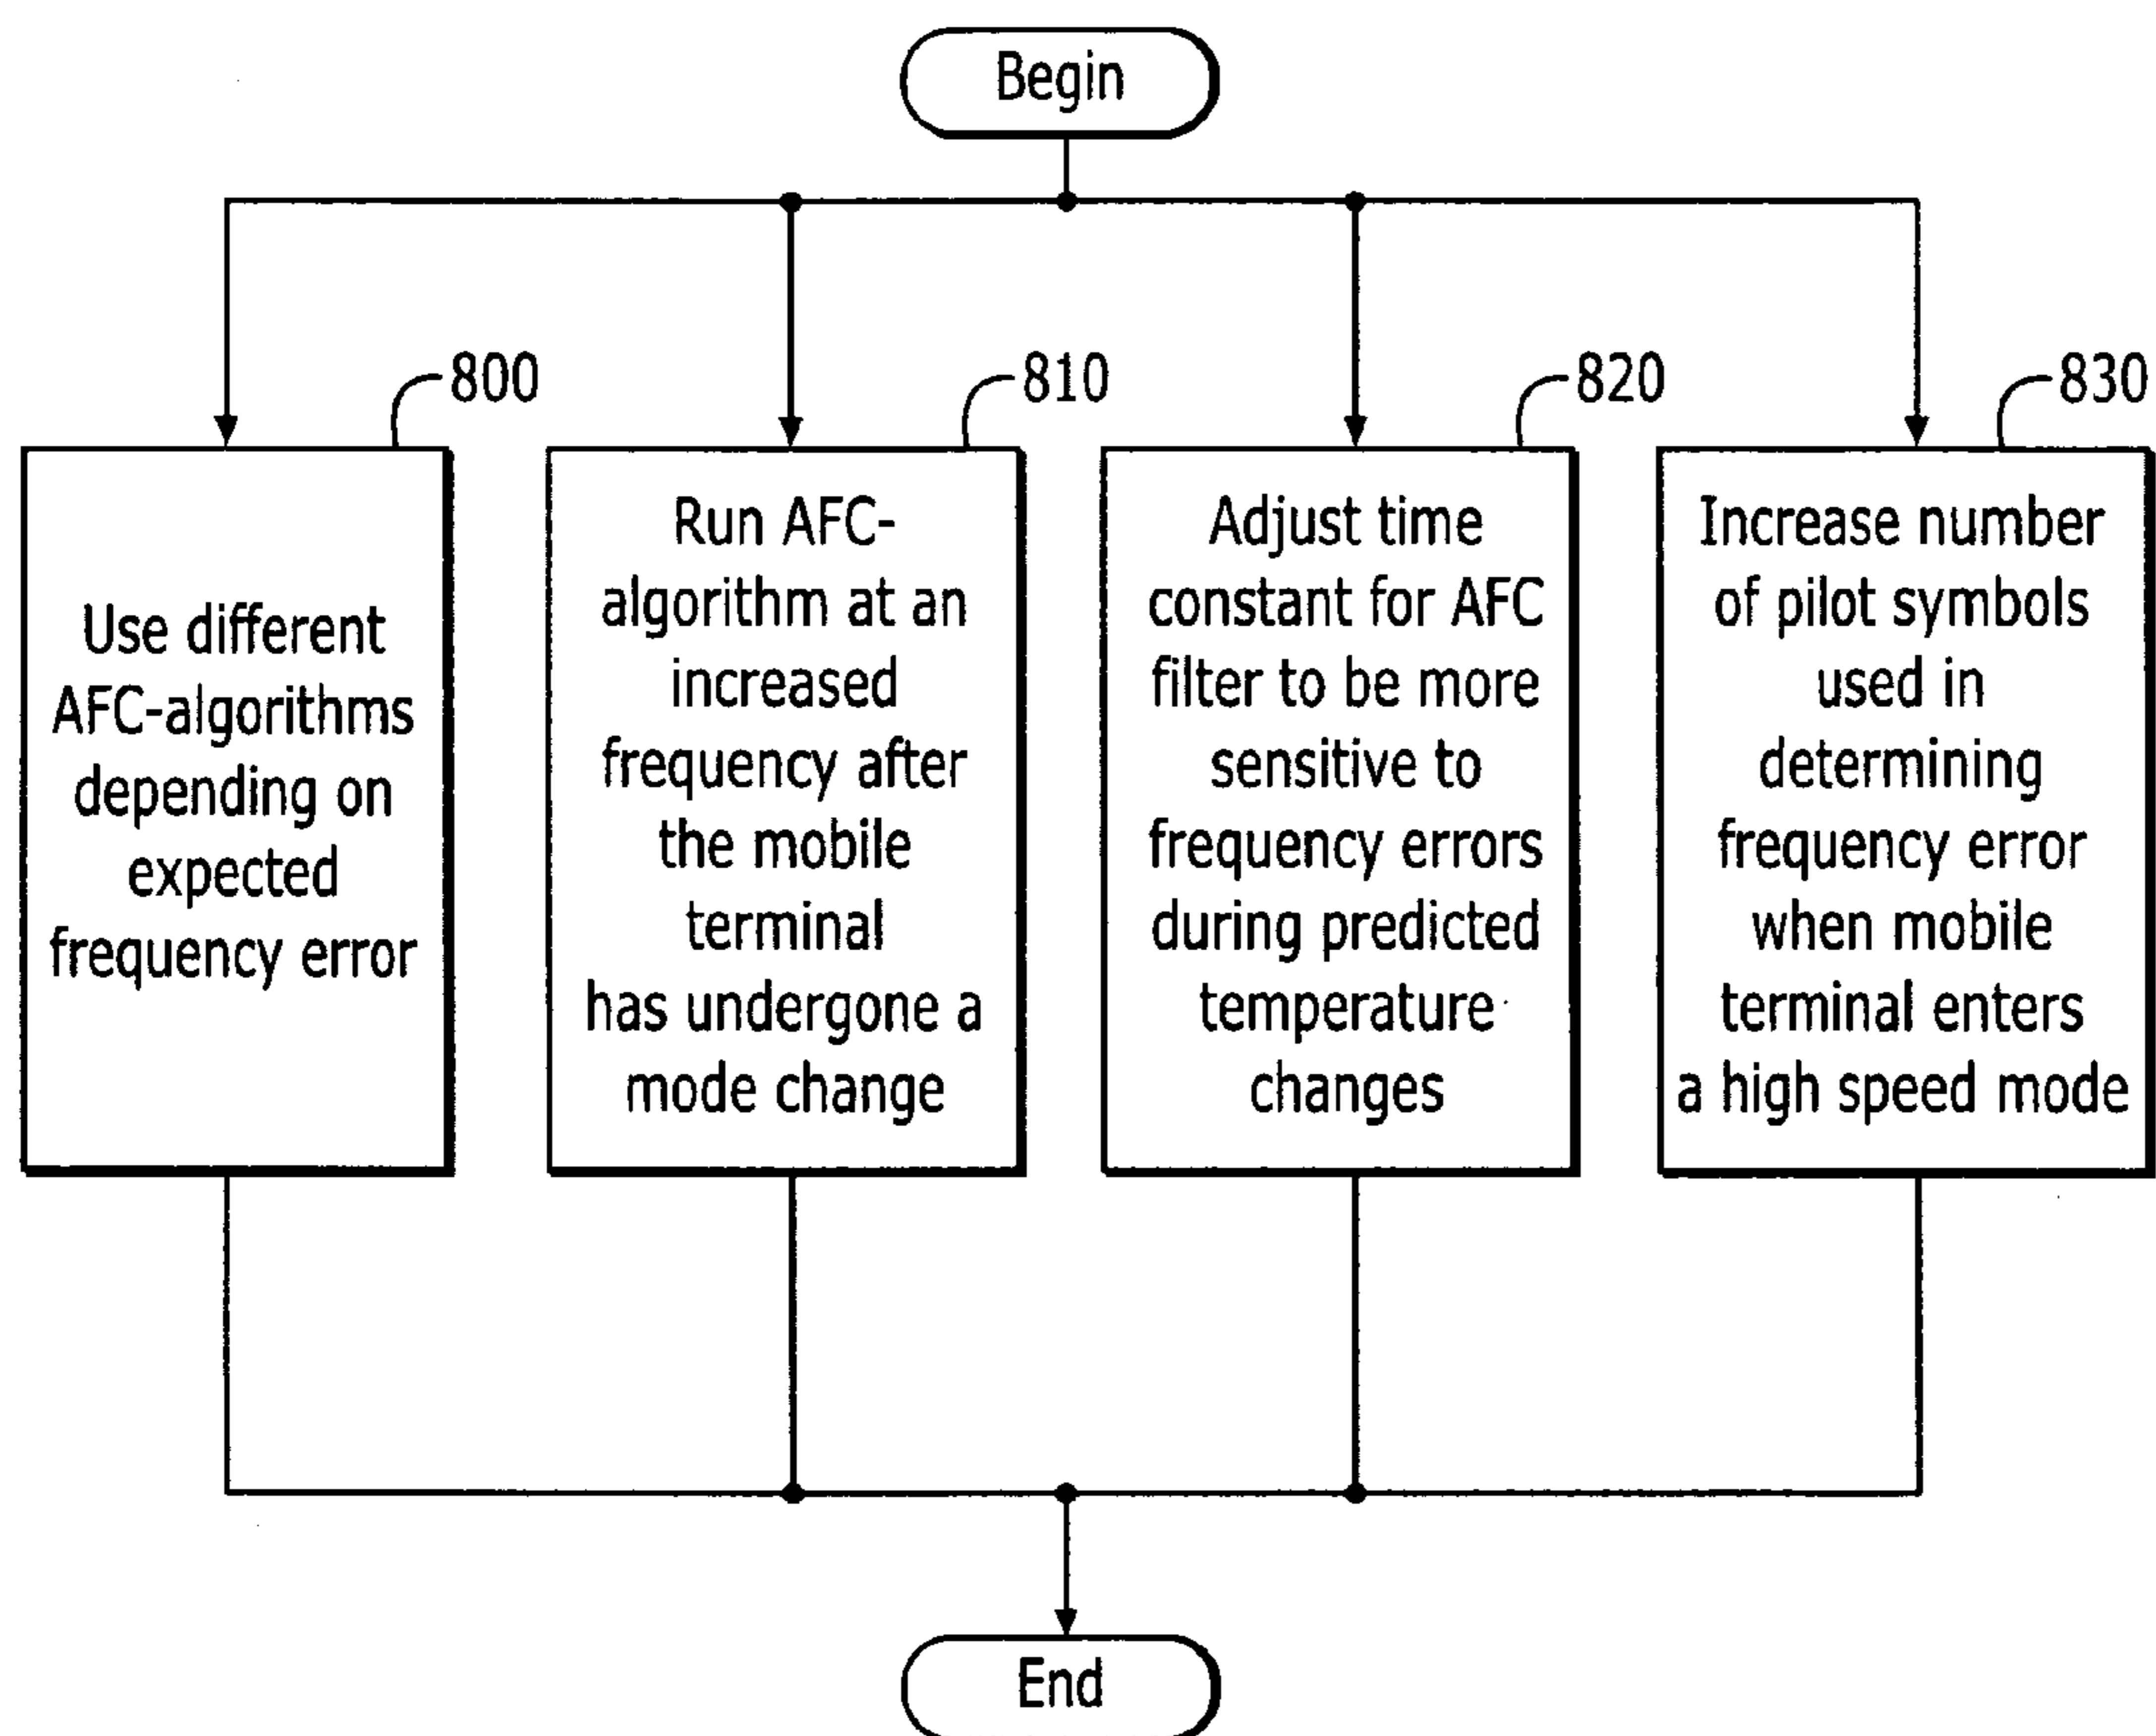 Begin
800
Use different
AFC-algorithms
depending on
expected
frequency error
810
Run AFC-
algorithm at an
increased
frequency after
the mobile
terminal
has undergone a
mode change
820
Adjust time
constant for AFC
filter to be more
sensitive to
frequency errors
during predicted
temperature
changes
830
Increase number
of pilot symbols
used in
determining
frequency error
when mobile
terminal enters
a high speed mode
End